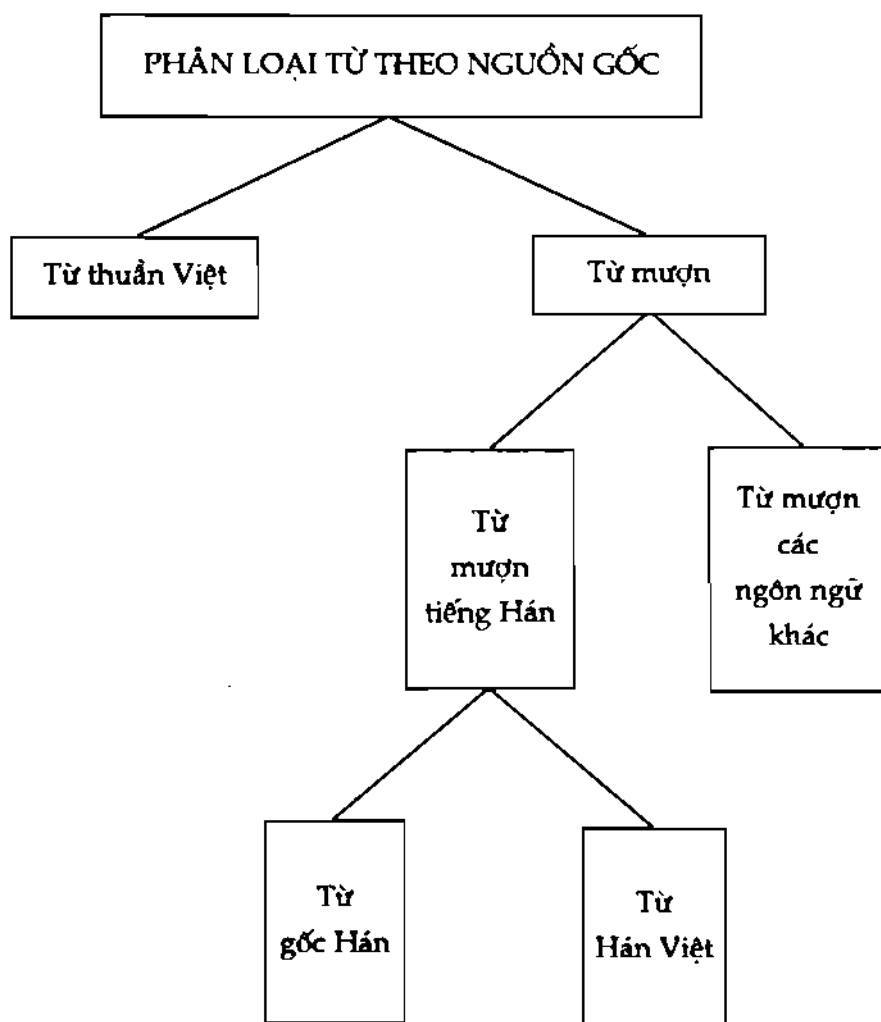 PHÂN LOẠI TỪ THEO NGUỒN GỐC
Từ thuần Việt
Từ mượn
Từ
mượn
tiếng Hán
Từ mượn
các
ngôn ngữ
khác
Từ
gốc Hán
Từ
Hán Việt